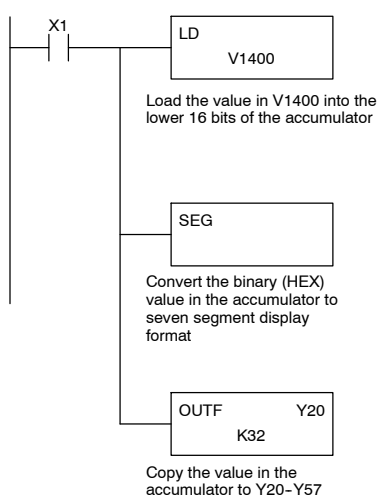 X1
LD
V1400
Load the value in V1400 into the
lower 16 bits of the accumulator
SEG
Convert the binary (HEX)
value in the accumulator to
seven segment display
format
OUTF Y20
K32
Copy the value in the
accumulator to Y20-Y57